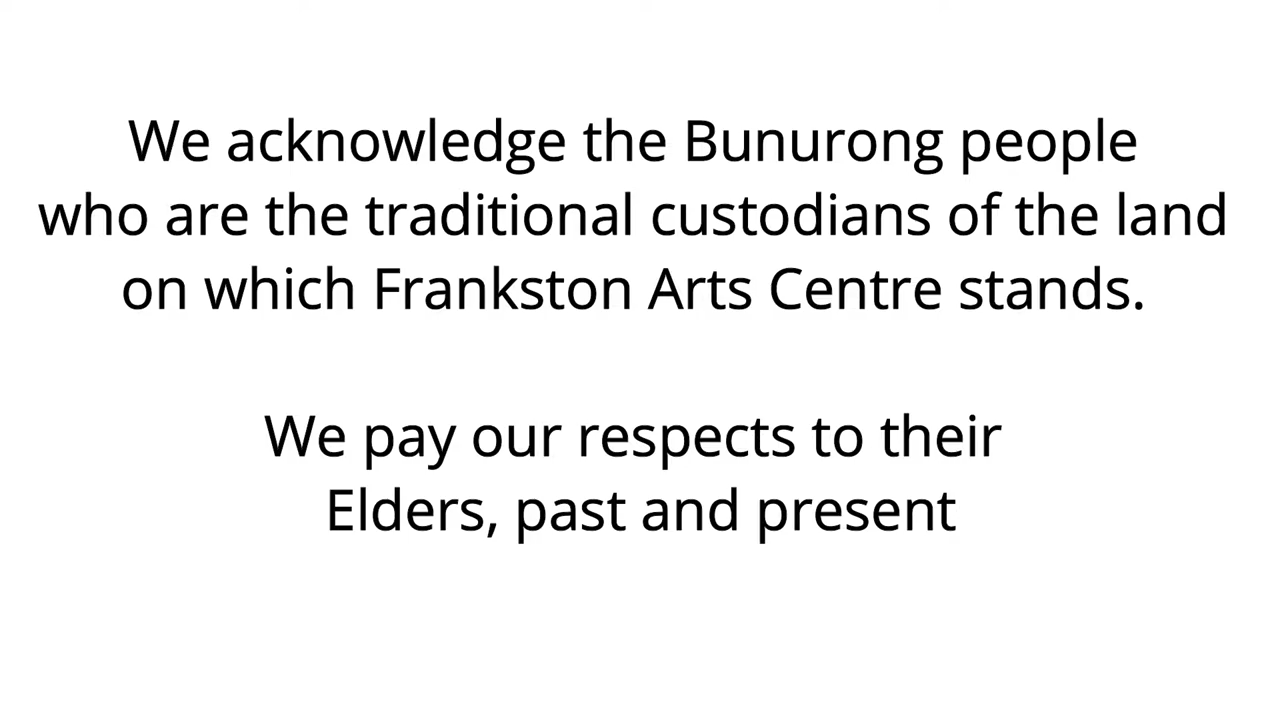 We acknowledge the Bunurong people
who are the traditional custodians of the land
on which Frankston Arts Centre stands.
We pay our respects to their
Elders, past and present